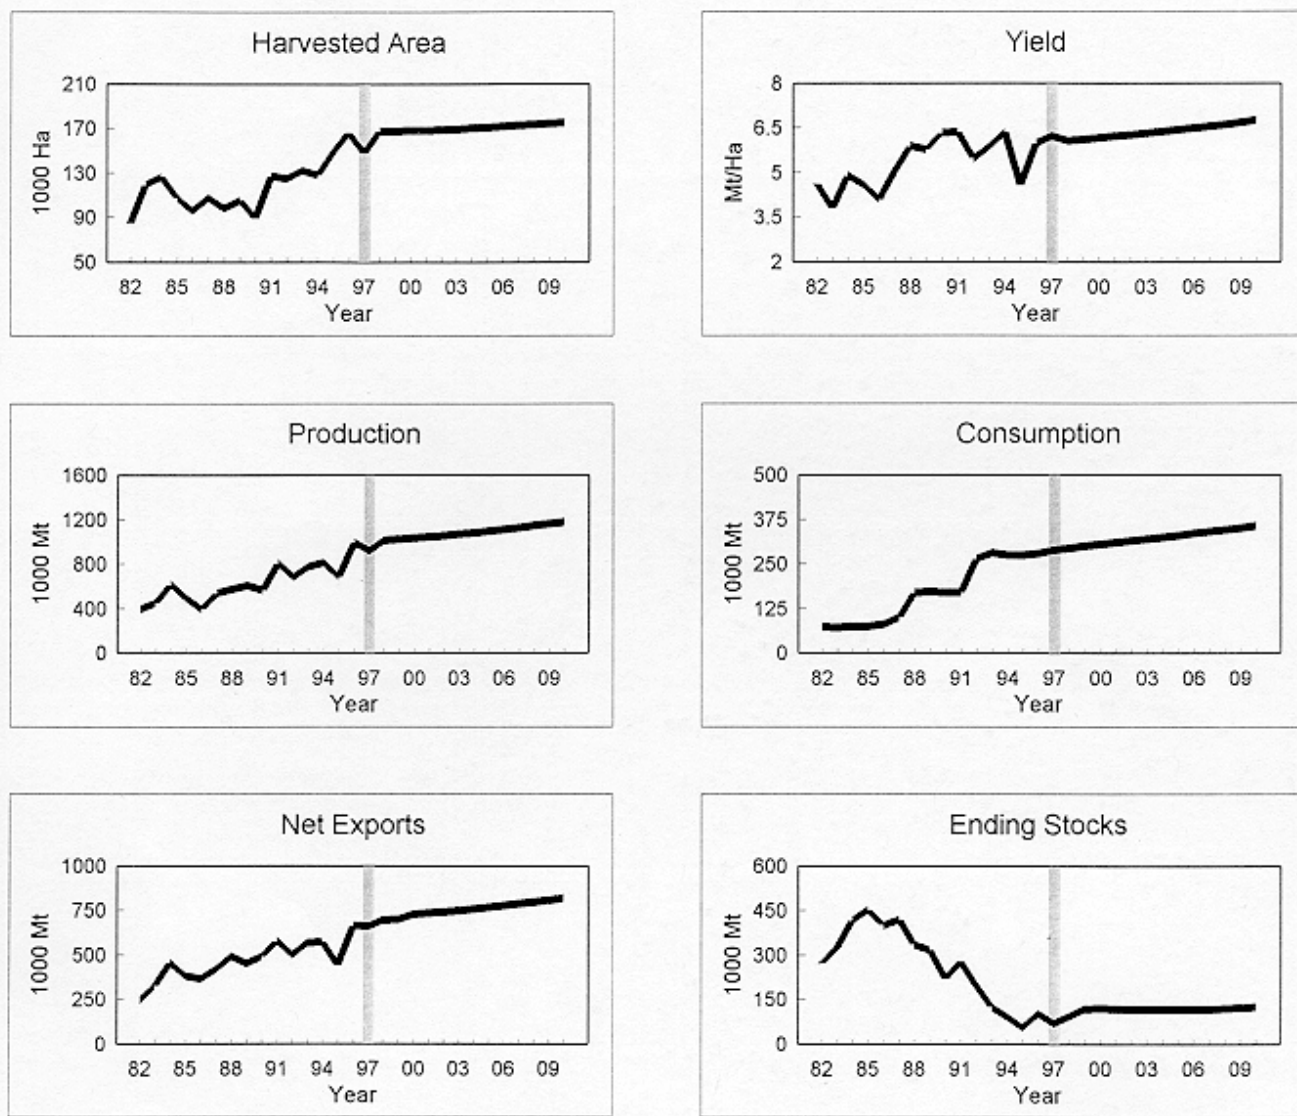 Harvested Area
210
170
130
90
50
1000 Ha
82 85 88 91 94 97 00 03 06 09
Year
Yield
8
6.5
5
3.5
2
Mt/Ha
82 85 88 91 94 97 00 03 06 09
Year
Production
1600
1200
800
400
0
1000 Mt
82 85 88 91 94 97 00 03 06 09
Year
Consumption
500
375
250
125
0
1000 Mt
82 85 88 91 94 97 00 03 06 09
Year
Net Exports
1000
750
500
250
0
1000 Mt
82 85 88 91 94 97 00 03 06 09
Year
Ending Stocks
600
450
300
150
0
1000 Mt
82 85 88 91 94 97 00 03 06 09
Year